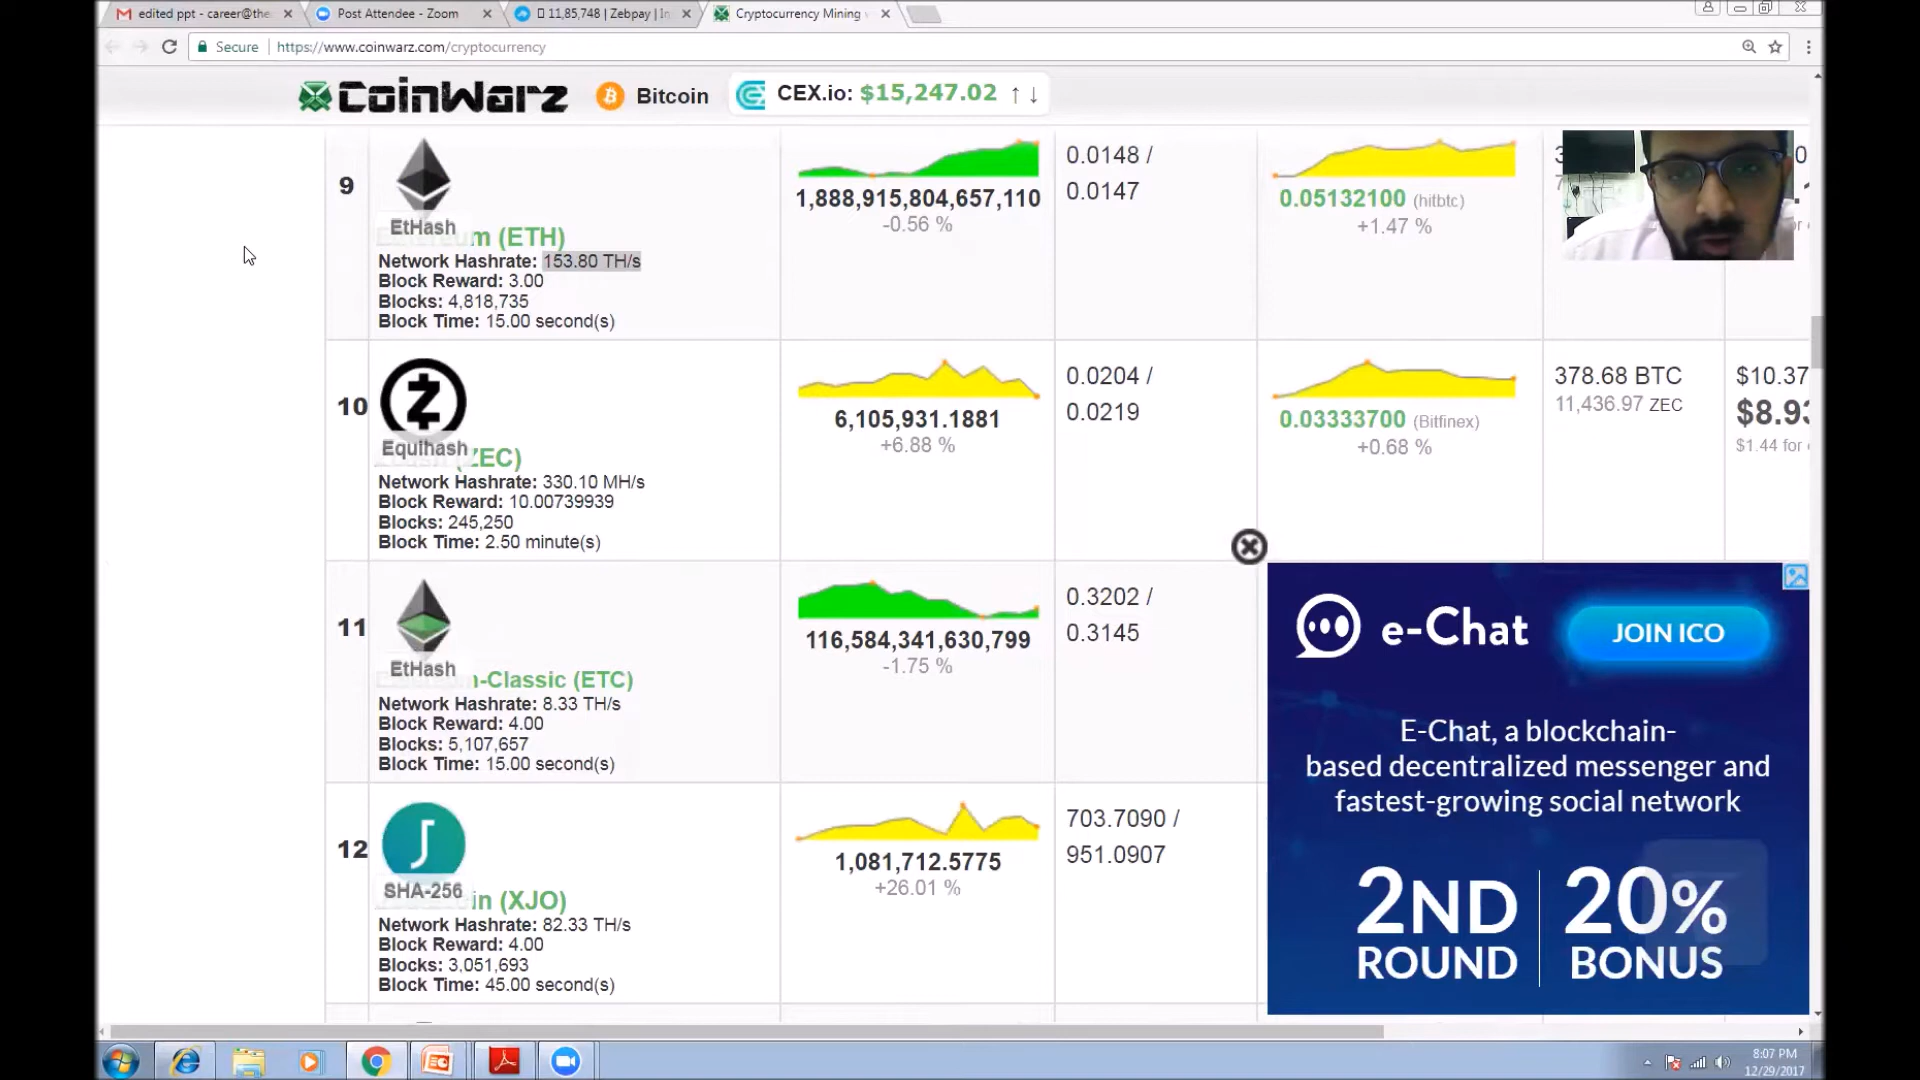 edited ppt - career@the
Post Attendee - Zoom
11,85,748 | Zebpay | In
Cryptocurrency Mining
Secure
https://www.coinwarz.com/cryptocurrency
CoinWarz
Bitcoin
CEX.io: $15,247.02 ↑ ↓
9
EtHash
m (ETH)
Network Hashrate: 153.80 TH/s
Block Reward: 3.00
Blocks: 4,818,735
Block Time: 15.00 second(s)
1,888,915,804,657,110
-0.56 %
0.0148 /
0.0147
0.05132100 (hitbtc)
+1.47 %
10
Equihash
(ZEC)
Network Hashrate: 330.10 MH/s
Block Reward: 10.00739939
Blocks: 245,250
Block Time: 2.50 minute(s)
6,105,931.1881
+6.88 %
0.0204 /
0.0219
0.03333700 (Bitfinex)
+0.68 %
378.68 BTC
11,436.97 ZEC
$10.37
$8.93
$1.44 for
11
EtHash
-Classic (ETC)
Network Hashrate: 8.33 TH/s
Block Reward: 4.00
Blocks: 5,107,657
Block Time: 15.00 second(s)
116,584,341,630,799
-1.75 %
0.3202 /
0.3145
12
SHA-256
in (XJO)
Network Hashrate: 82.33 TH/s
Block Reward: 4.00
Blocks: 3,051,693
Block Time: 45.00 second(s)
1,081,712.5775
+26.01 %
703.7090 /
951.0907
e-Chat
JOIN ICO
E-Chat, a blockchain-
based decentralized messenger and
fastest-growing social network
2ND
ROUND
20%
BONUS
8:07 PM
12/29/2017